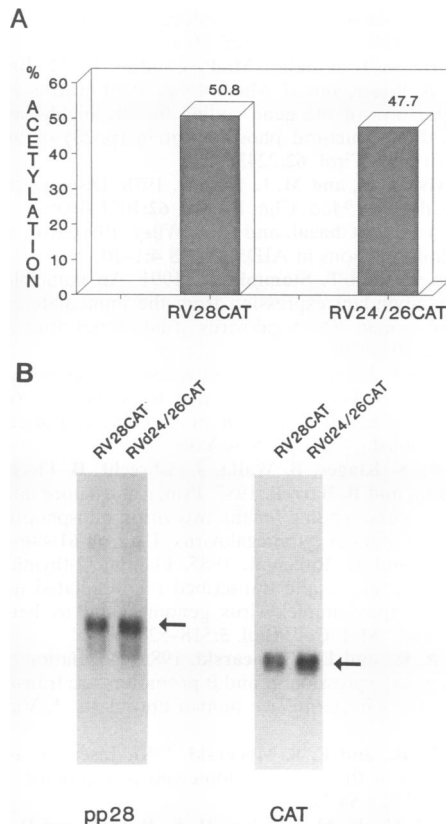 A
%
ACETYLATION
60
50
40
30
20
10
0
50.8
47.7
RV28CAT
RV24/26CAT
B
RV28CAT
RVd24/26CAT
RV28CAT
RVd24/26CAT
pp28
CAT